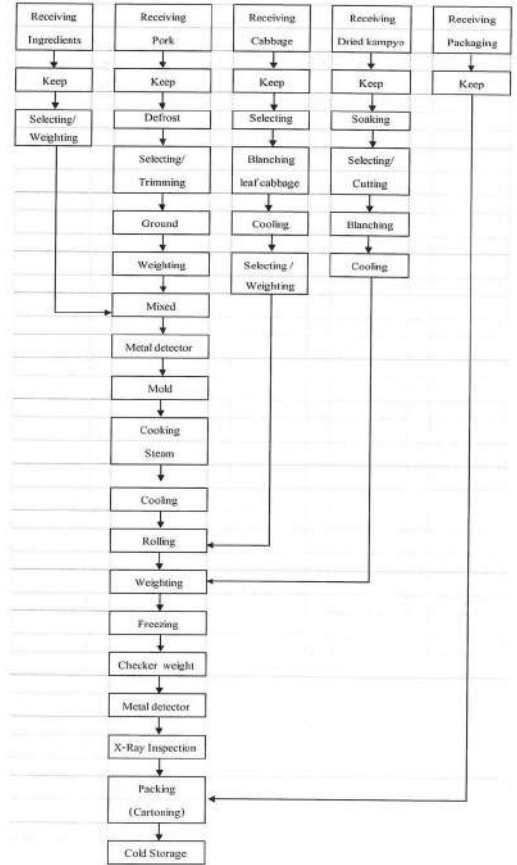 Receiving
Ingredients
Receiving
Pork
Receiving
Cabbage
Receiving
Dried kampyo
Receiving
Packaging
Keep
Keep
Keep
Keep
Keep
Selecting/
Weighting
Defrost
Selecting
Soaking
Selecting/
Trimming
Blanching
leaf cabbage
Selecting/
Cutting
Ground
Cooling
Blanching
Weighting
Selecting /
Weighting
Cooling
Mixed
Metal detector
Mold
Cooking
Steam
Cooling
Rolling
Weighting
Freezing
Checker weight
Metal detector
X-Ray Inspection
Packing
(Cartoning)
Cold Storage